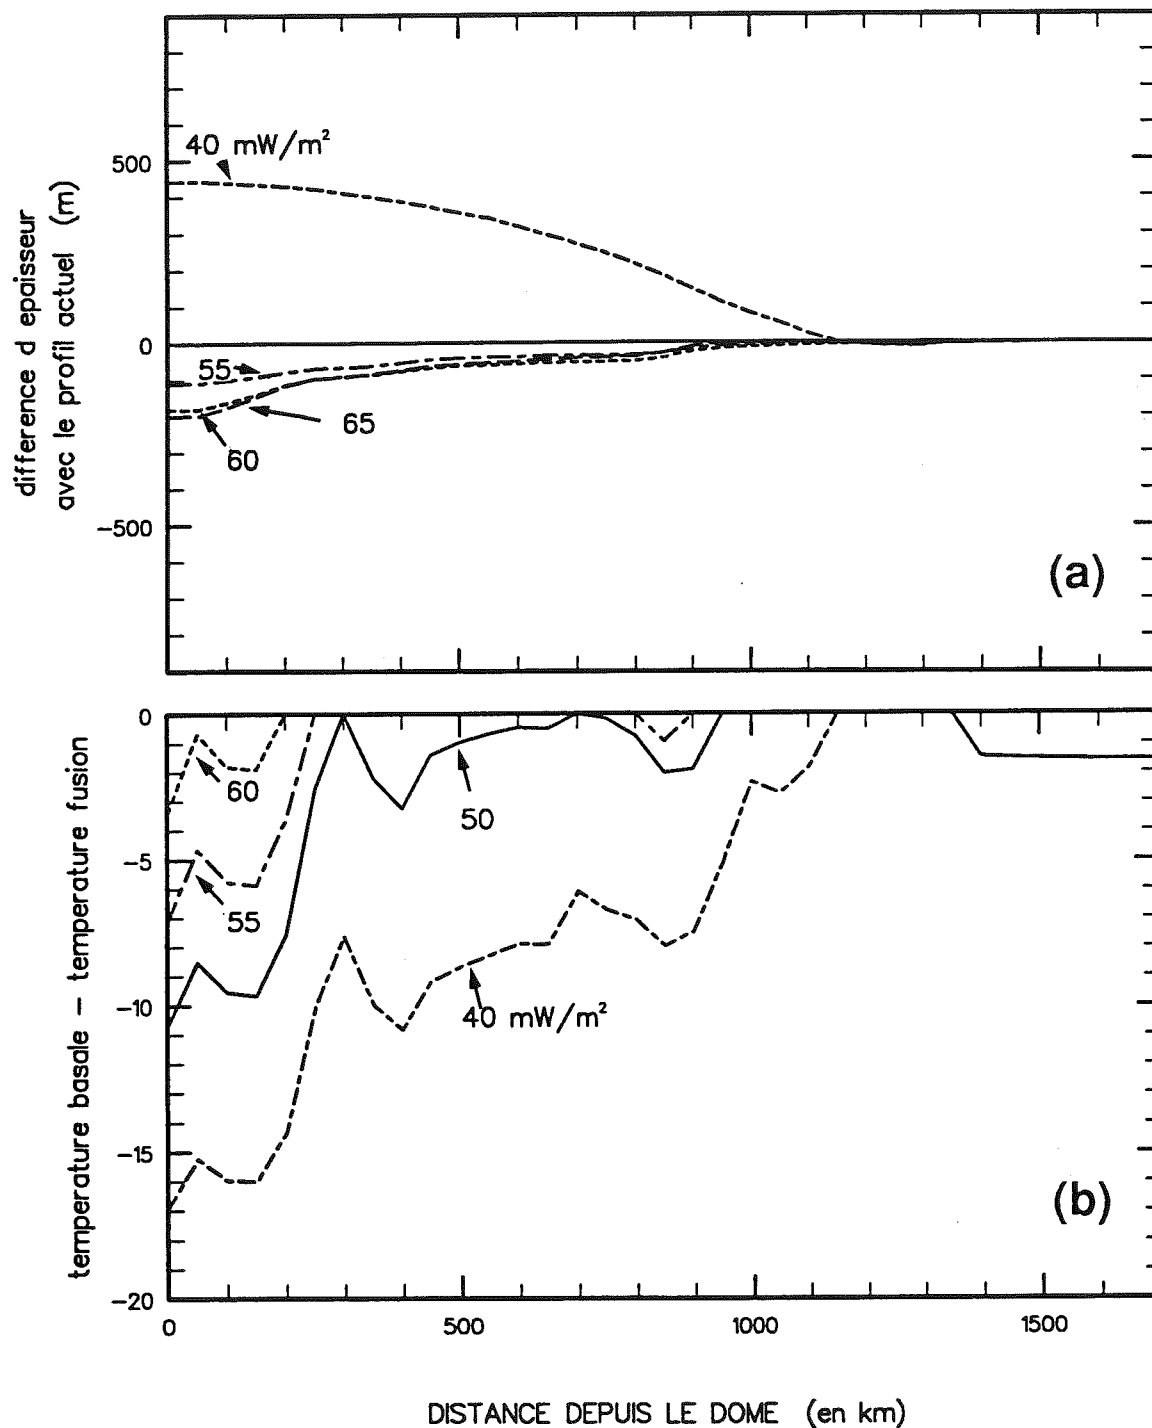 40 mW/m²
500
0
-500
55
65
60
difference d epaisseur
avec le profil actuel (m)
(a)
0
-5
-10
-15
-20
60
55
50
40 mW/m²
temperature basale – temperature fusion
(b)
0
500
1000
1500
DISTANCE DEPUIS LE DOME (en km)